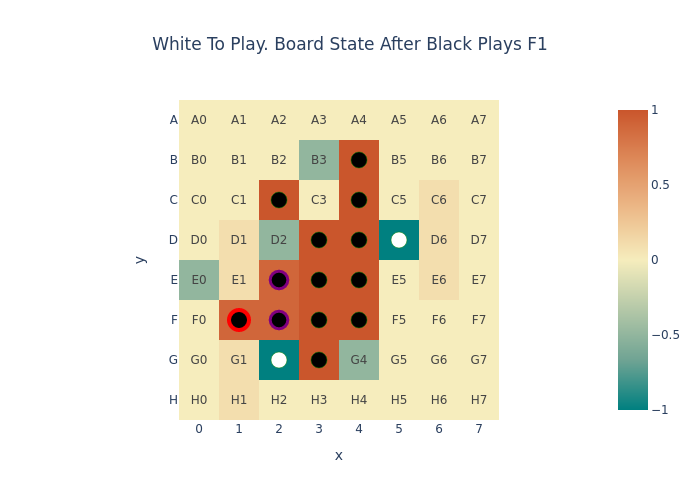 White To Play. Board State After Black Plays F1
A A0 A1 A2 A3 A4 A5 A6 A7
B B0 B1 B2 B3 B5 B6 B7
C C0 C1 C3 C5 C6 C7
D D0 D1 D2 D6 D7
E E0 E1 E5 E6 E7
F F0 F5 F6 F7
G G0 G1 G4 G5 G6 G7
H H0 H1 H2 H3 H4 H5 H6 H7
0 1 2 3 4 5 6 7
x
y
1
0.5
0
−0.5
−1